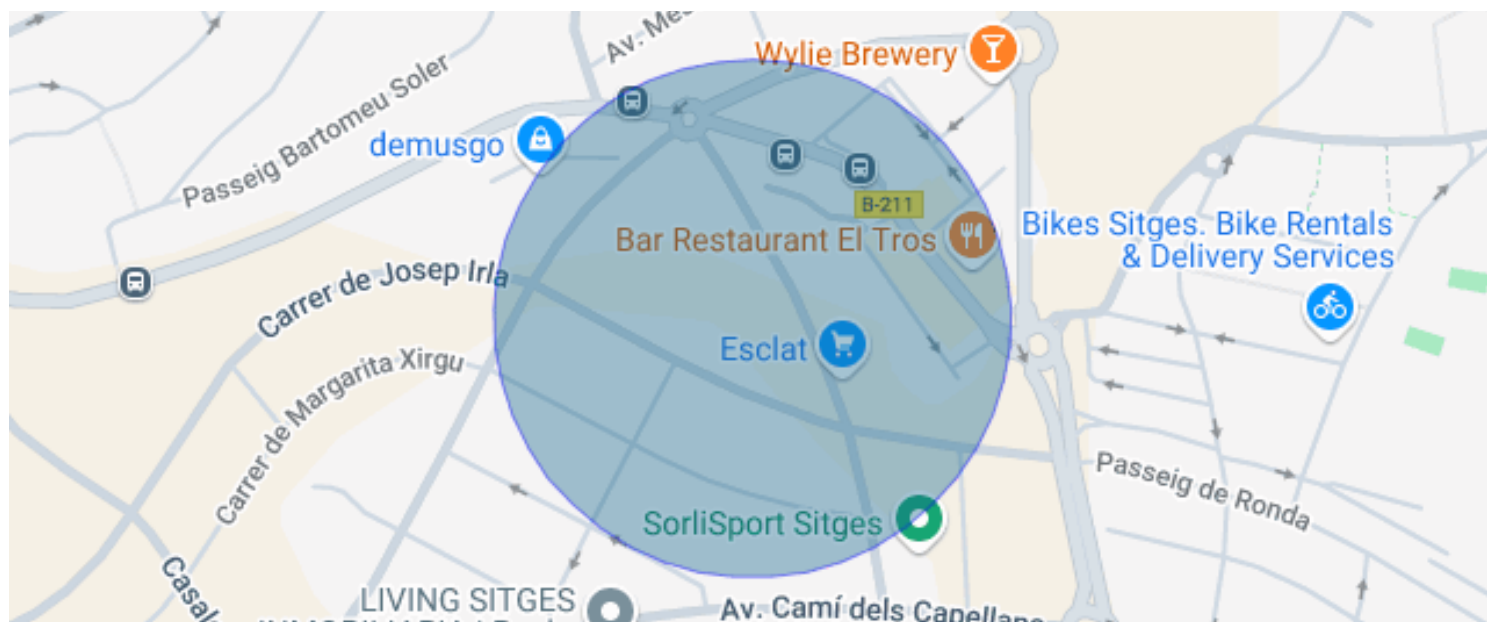 Av. Mes
Wylie Brewery
Passeig Bartomeu Soler
demusgo
B-211
Bar Restaurant El Tros
Bikes Sitges. Bike Rentals
& Delivery Services
Carrer de Josep Irla
Esclat
Carrer de Margarita Xirgu
Passeig de Ronda
SorliSport Sitges
Casal
LIVING SITGES
Av. Camí dels Capellans